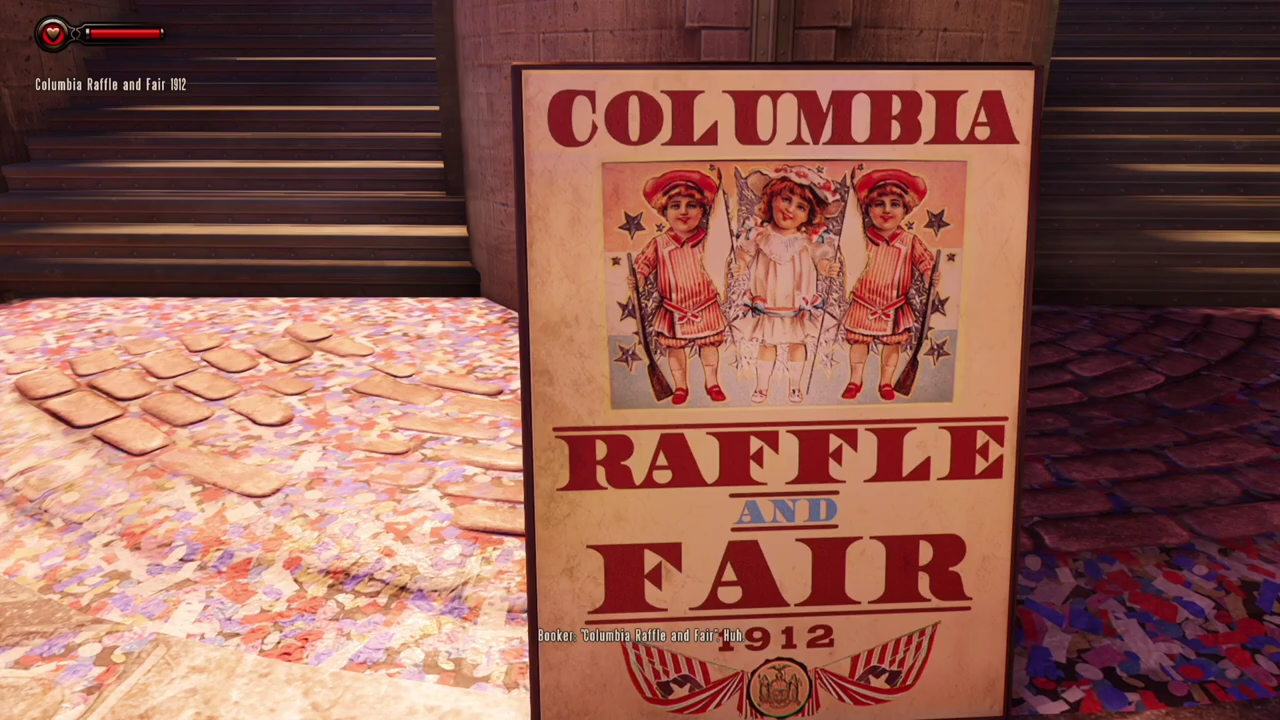 Columbia Raffle and Fair 1912
COLUMBIA
RAFFLE
AND
FAIR
1912
Booker: "Columbia Raffle and Fair". Huh.